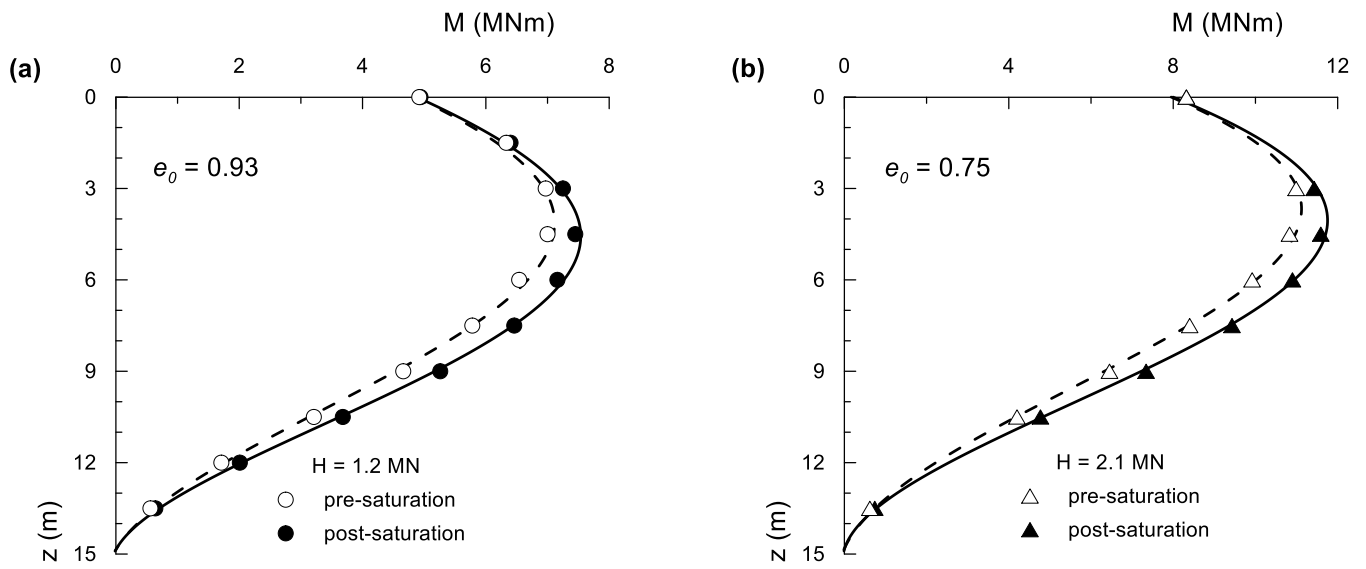 M (MNm)
(a)
0 2 4 6 8
0
e0 = 0.93
3
6
9
12
H = 1.2 MN
pre-saturation
post-saturation
z (m)
15
M (MNm)
(b)
0 4 8 12
0
e0 = 0.75
3
6
9
12
H = 2.1 MN
pre-saturation
post-saturation
z (m)
15